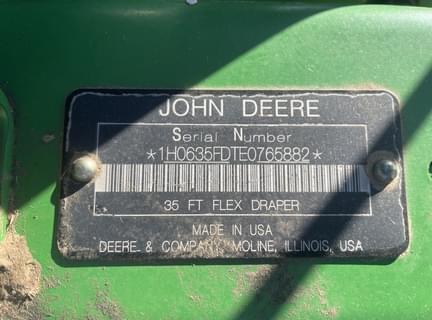 JOHN DEERE
Serial Number
*1H0635FDTE0765882*
35 FT FLEX DRAPER
MADE IN USA
DEERE & COMPANY MOLINE, ILLINOIS, USA